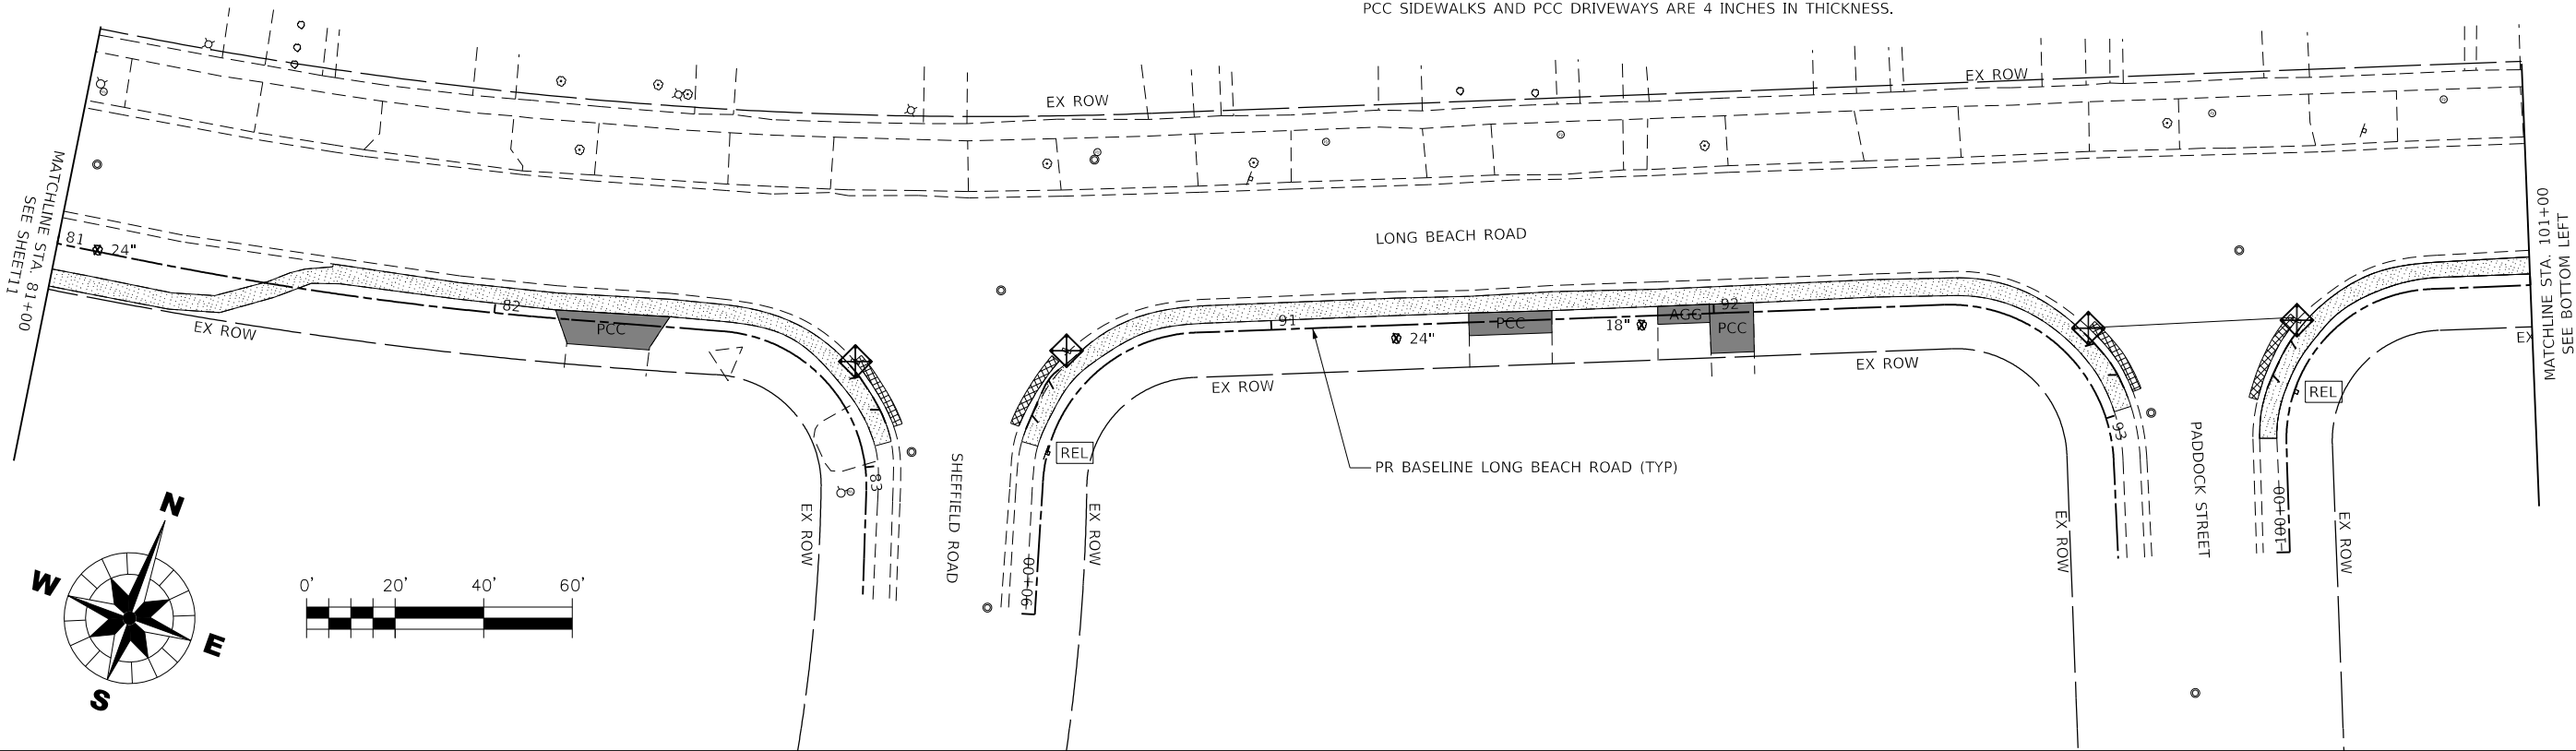 PCC SIDEWALKS AND PCC DRIVEWAYS ARE 4 INCHES IN THICKNESS.
EX ROW
EX ROW
MATCHLINE STA. 81+00
SEE SHEET11
81
24"
EX ROW
82
PCC
LONG BEACH ROAD
91
24"
PCC
18"
AGG
92
PCC
EX ROW
EX ROW
EX
MATCHLINE STA. 101+00
SEE BOTTOM LEFT
REL
REL
PR BASELINE LONG BEACH ROAD (TYP)
83
93
EX ROW
SHEFFIELD ROAD
90+00
EX ROW
EX ROW
PADDOCK STREET
100+00
EX ROW
N
W
E
S
0' 20' 40' 60'